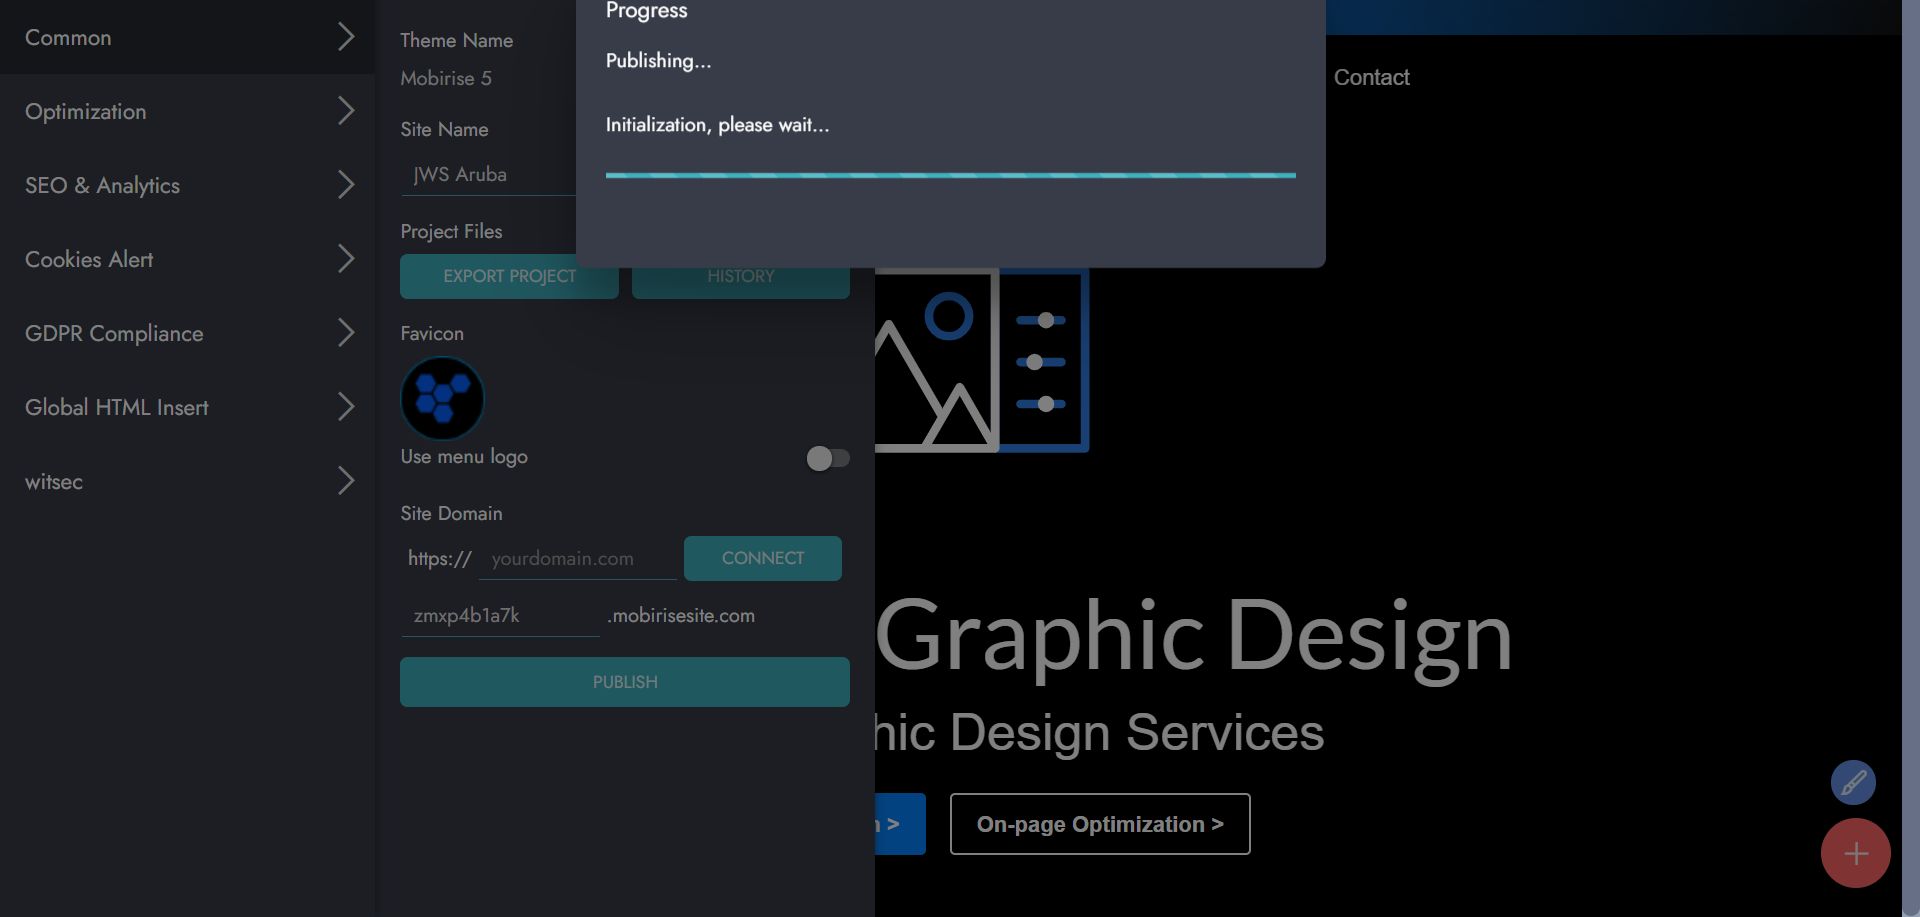 Common
Optimization
SEO & Analytics
Cookies Alert
GDPR Compliance
Global HTML Insert
witsec
Theme Name
Mobirise 5
Site Name
JWS Aruba
Project Files
EXPORT PROJECT
HISTORY
Favicon
Use menu logo
Site Domain
https://
yourdomain.com
CONNECT
zmxp4b1a7k
.mobirisesite.com
PUBLISH
Progress
Publishing...
Initialization, please wait...
Contact
Graphic Design
hic Design Services
n >
On-page Optimization >